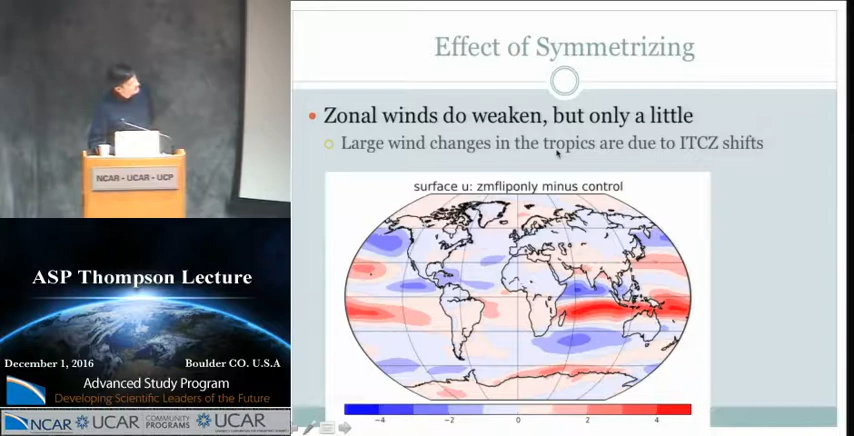 Effect of Symmetrizing
Zonal winds do weaken, but only a little
Large wind changes in the tropics are due to ITCZ shifts
surface u: zmfliponly minus control
−4 −2 0 2 4
NCAR - UCAR - UCP
ASP Thompson Lecture
December 1, 2016 Boulder CO. U.S.A
Advanced Study Program
Developing Scientific Leaders of the Future
NCAR UCAR COMMUNITY PROGRAMS UCAR